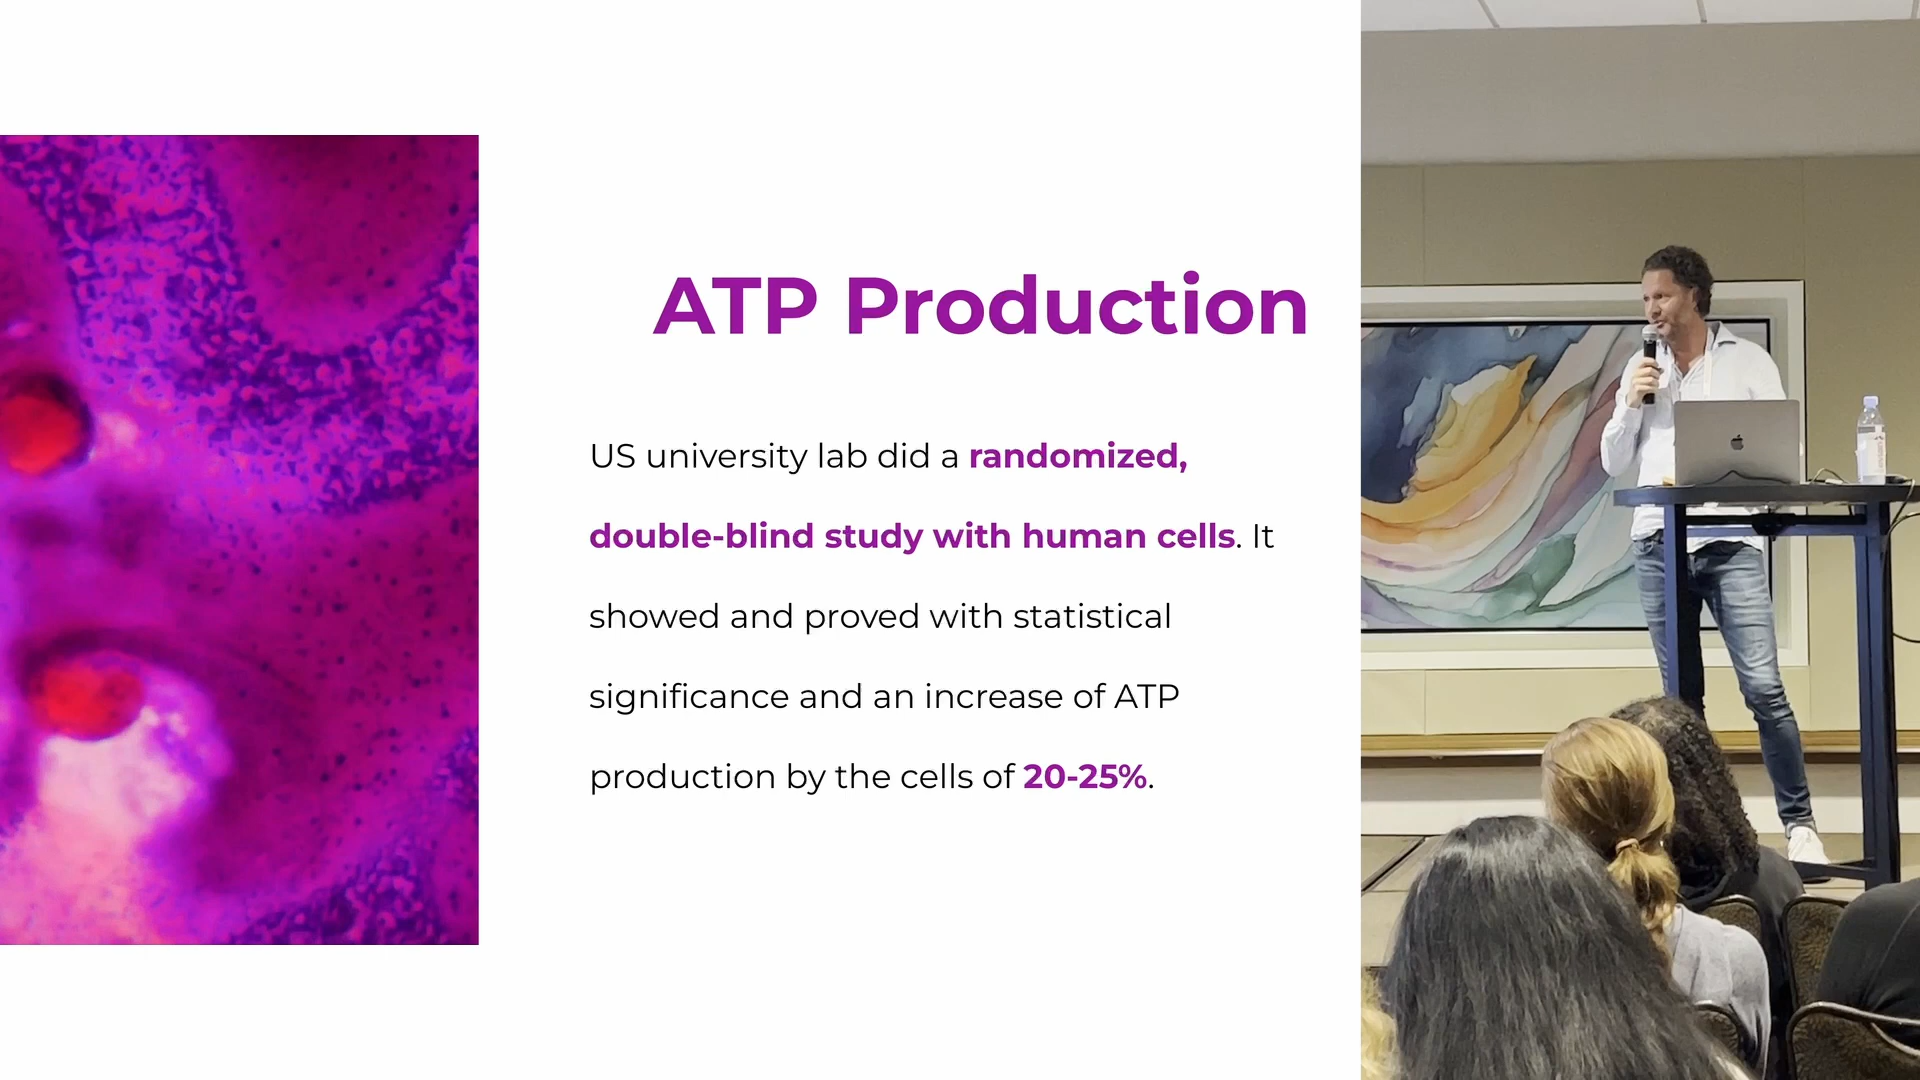 ATP Production
US university lab did a randomized,
double-blind study with human cells. It
showed and proved with statistical
significance and an increase of ATP
production by the cells of 20-25%.